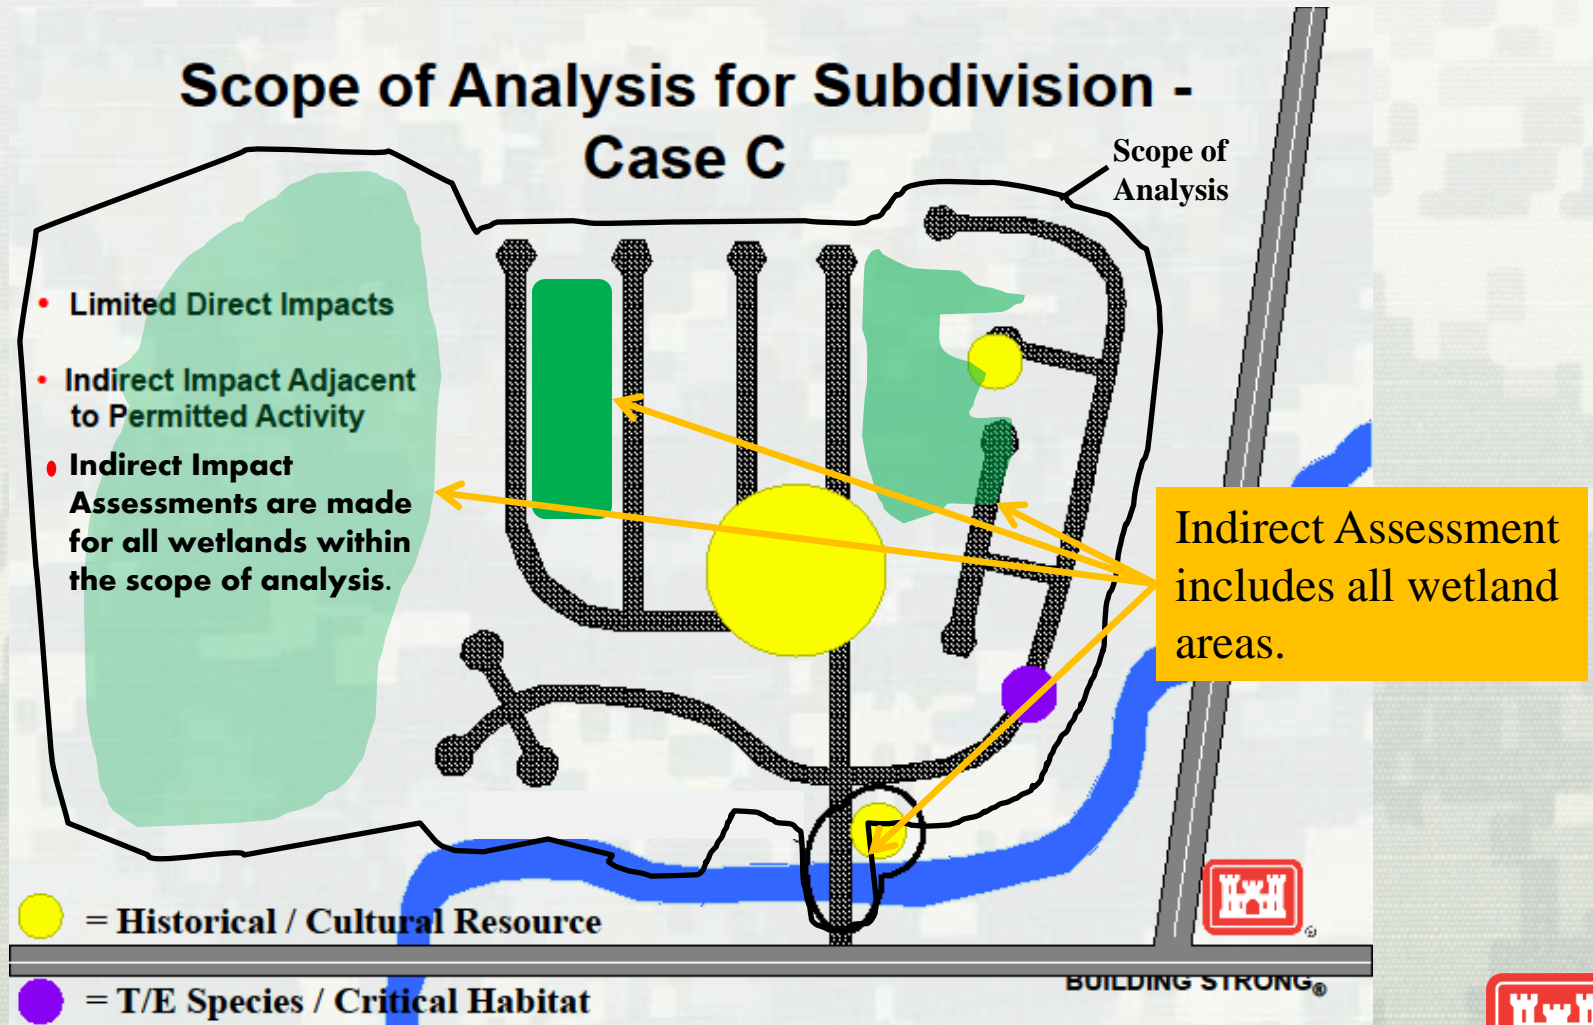 Scope of Analysis for Subdivision -
Case C
Scope of
Analysis
• Limited Direct Impacts
• Indirect Impact Adjacent
to Permitted Activity
• Indirect Impact
Assessments are made
for all wetlands within
the scope of analysis.
Indirect Assessment
includes all wetland
areas.
= Historical / Cultural Resource
= T/E Species / Critical Habitat
®
BUILDING STRONG®